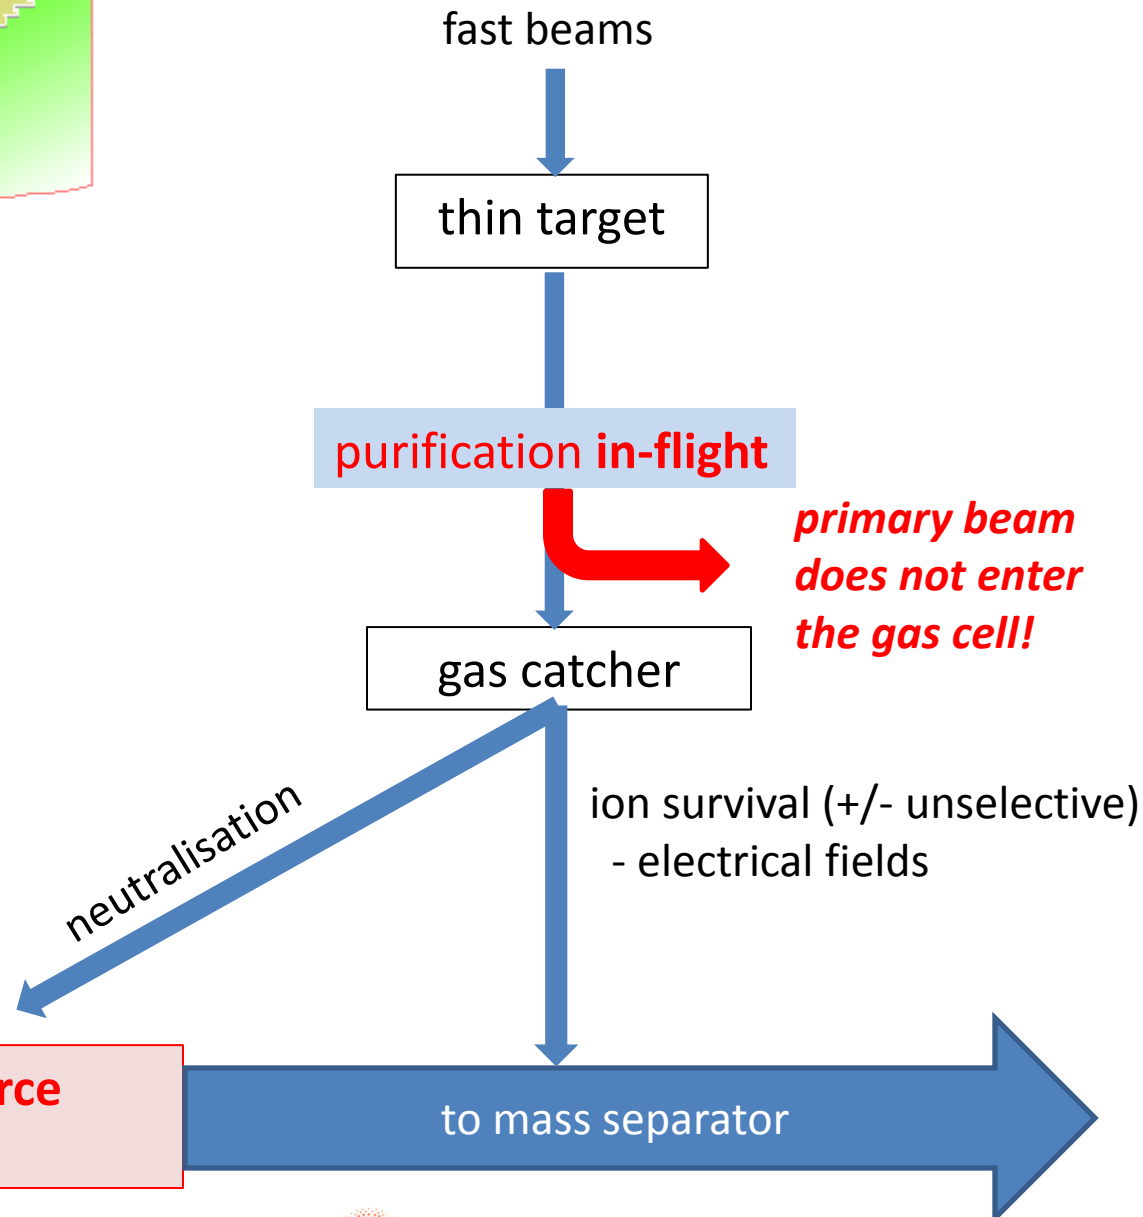 fast beams
thin target
purification in-flight
primary beam
does not enter
the gas cell!
gas catcher
neutralisation
ion survival (+/- unselective)
- electrical fields
to mass separator